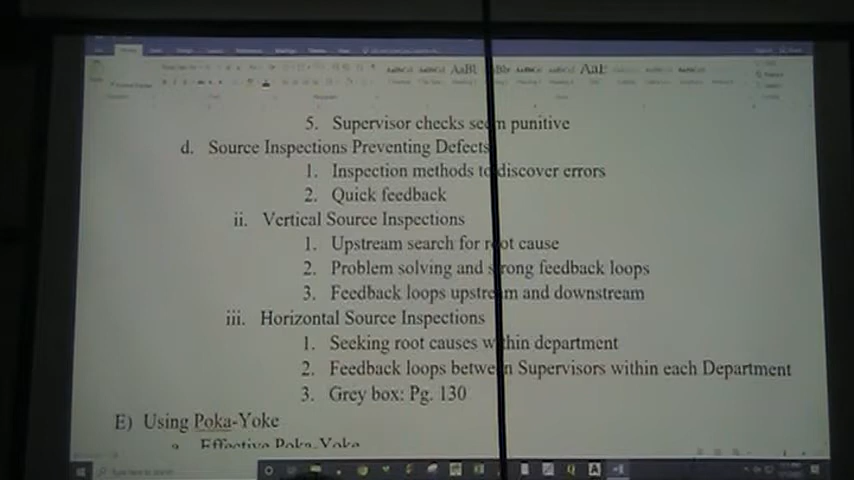 5. Supervisor checks seem punitive
d. Source Inspections Preventing Defects
1. Inspection methods to discover errors
2. Quick feedback
ii. Vertical Source Inspections
1. Upstream search for root cause
2. Problem solving and strong feedback loops
3. Feedback loops upstream and downstream
iii. Horizontal Source Inspections
1. Seeking root causes within department
2. Feedback loops between Supervisors within each Department
3. Grey box: Pg. 130
E) Using Poka-Yoke
a. Effective Poka-Yoke